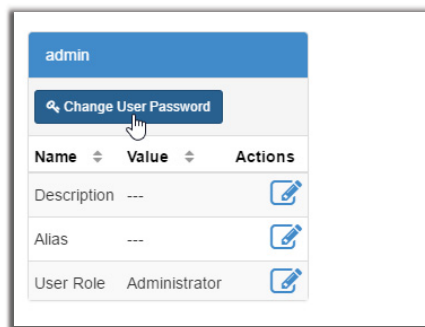 admin
Change User Password
Name Value Actions
Description ---
Alias ---
User Role Administrator